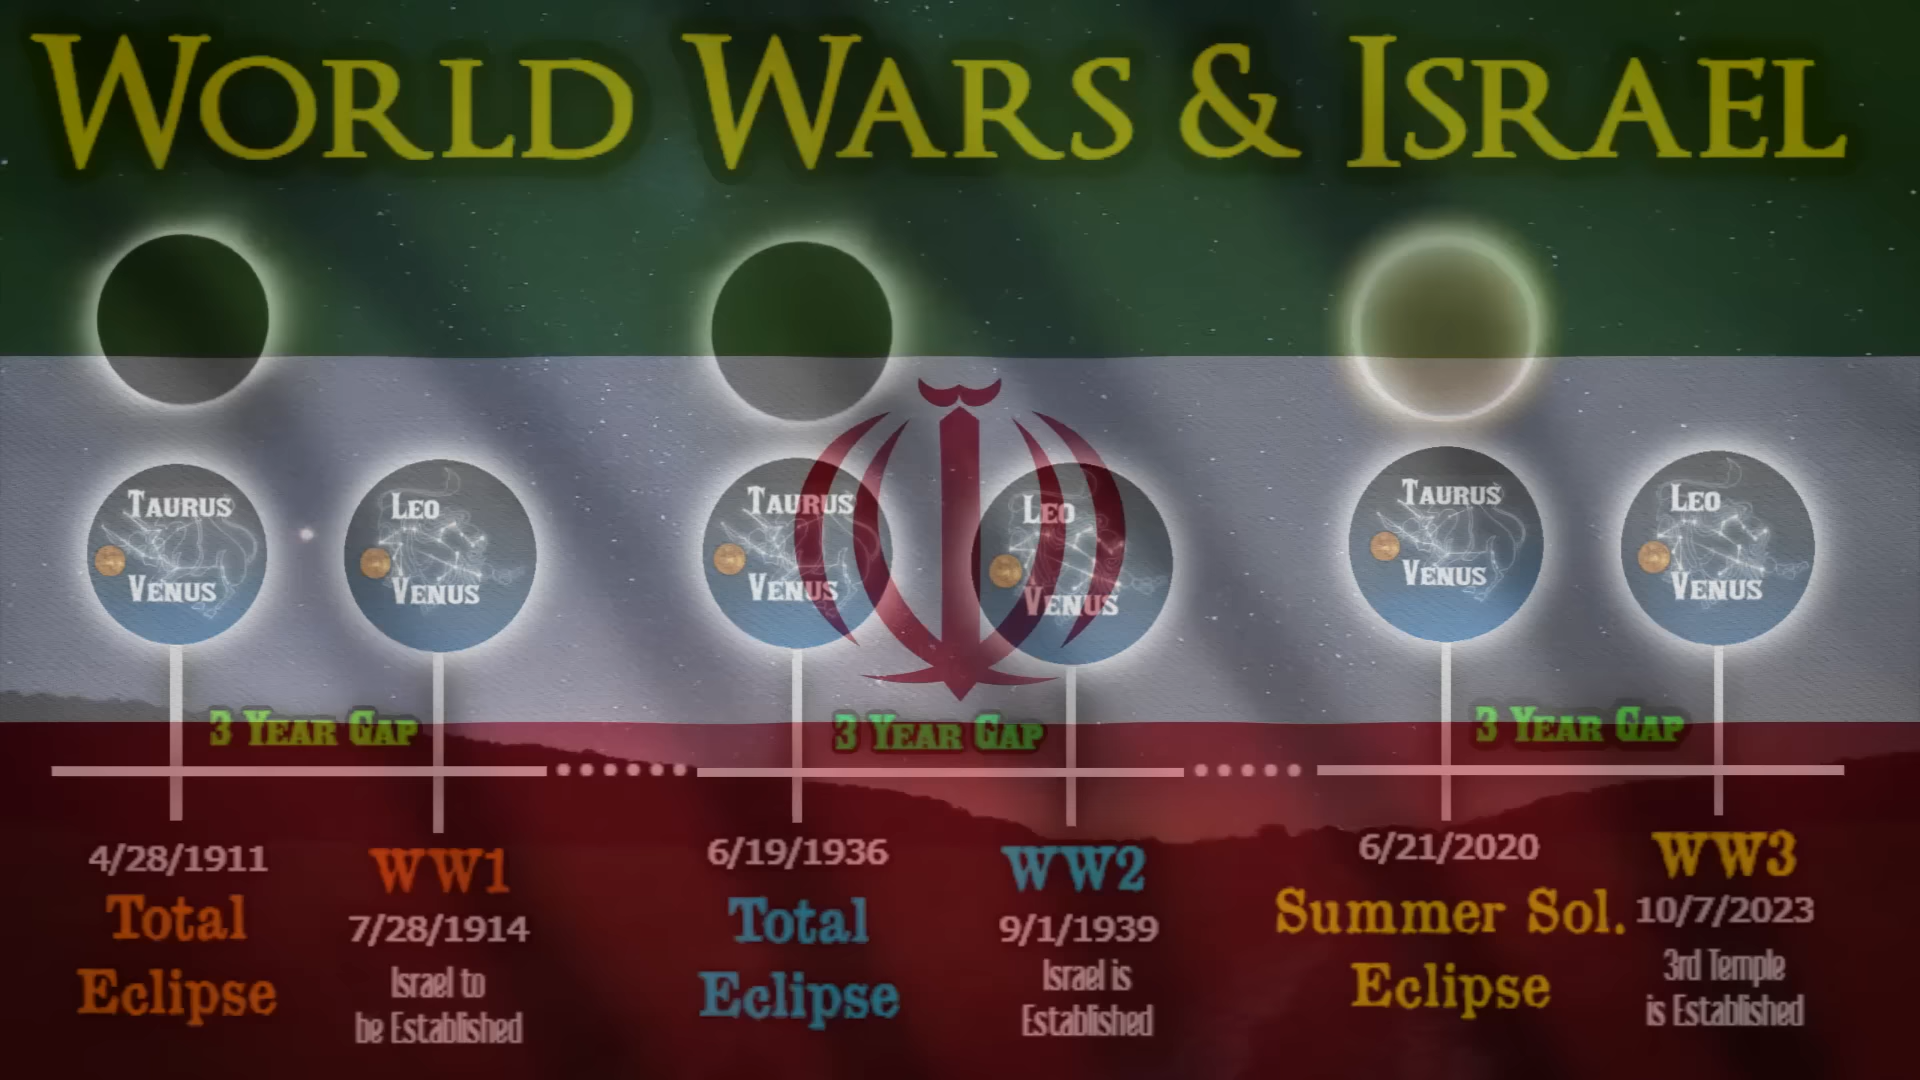 WORLD WARS & ISRAEL
TAURUS
VENUS
LEO
VENUS
TAURUS
VENUS
LEO
VENUS
TAURUS
VENUS
LEO
VENUS
3 YEAR GAP
3 YEAR GAP
3 YEAR GAP
4/28/1911
Total
Eclipse
WW1
7/28/1914
Israel to
be Established
6/19/1936
Total
Eclipse
WW2
9/1/1939
Israel is
Established
6/21/2020
Summer Sol.
Eclipse
WW3
10/7/2023
3rd Temple
is Established